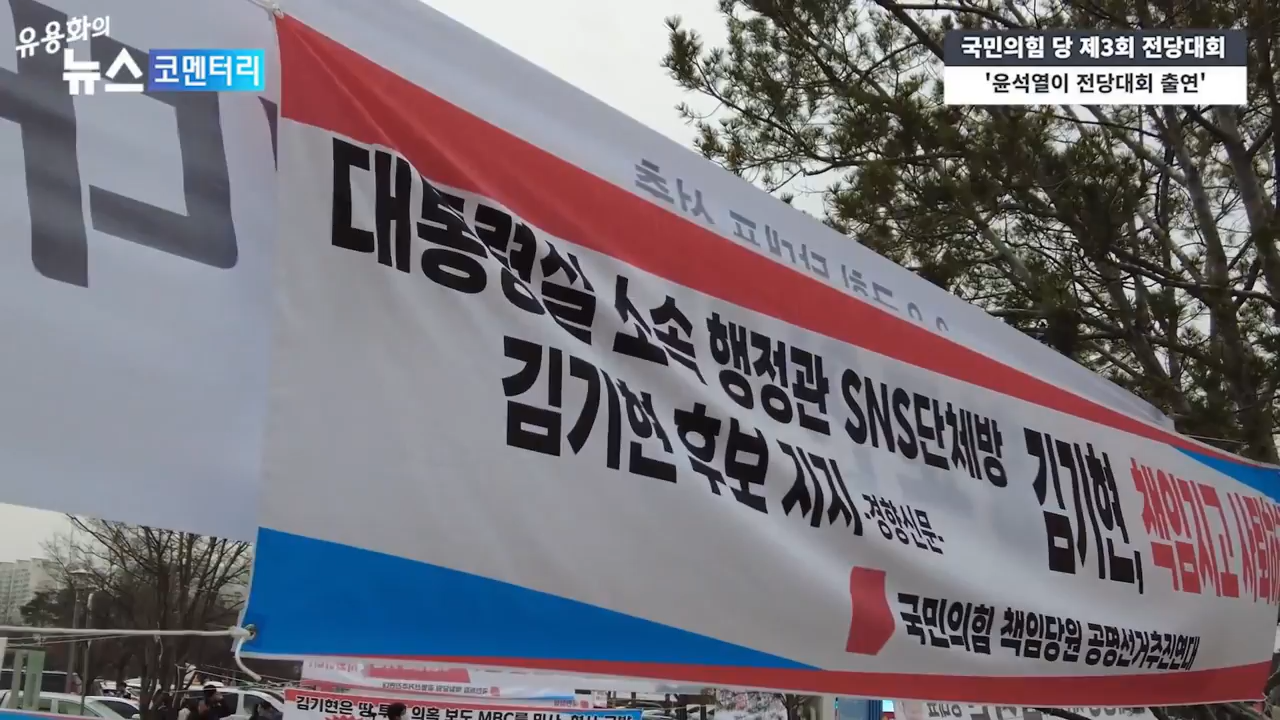 유용화의
뉴스 코멘터리
국민의힘 당 제3회 전당대회
'윤석열이 전당대회 출연'
대통령실 소속 행정관 SNS단체방
김기현 후보 지지 -경향신문-
김기현, 책임지고
국민의힘 책임당원 공명선거추진연대
김기현은 땅, 의혹 보도 MBC를